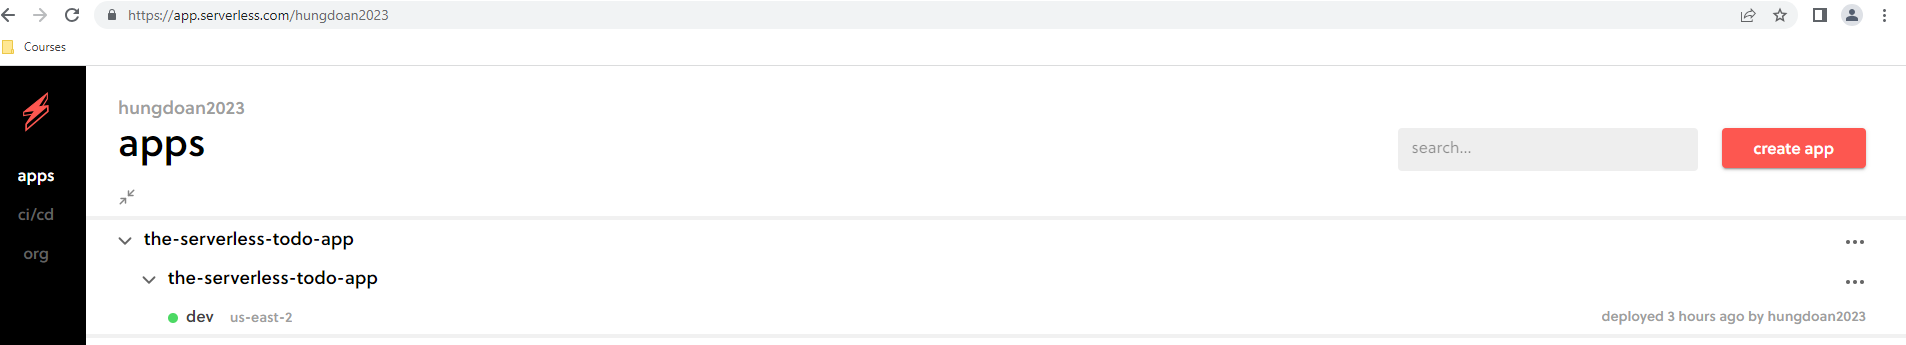 https://app.serverless.com/hungdoan2023
Courses
hungdoan2023
apps
search...
create app
apps
ci/cd
org
the-serverless-todo-app
the-serverless-todo-app
dev us-east-2 deployed 3 hours ago by hungdoan2023